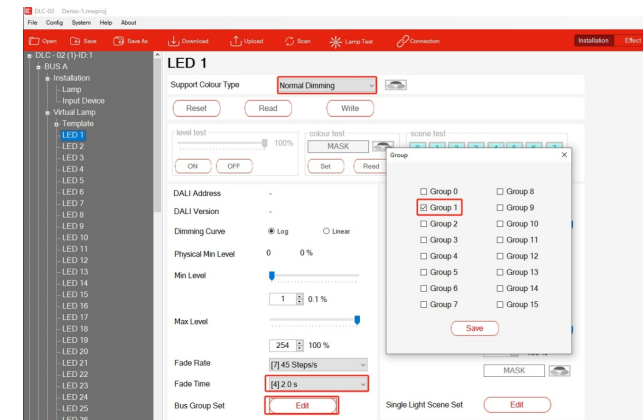 DLC-02 Demo-1.mwproj
File Config System Help About
Open Save Save As Download Upload Scan Lamp Test Connection Installation Effect
DLC - 02 (1)-ID:1
BUS A
Installation
Lamp
Input Device
Virtual Lamp
Template
LED 1
LED 2
LED 3
LED 4
LED 5
LED 6
LED 7
LED 8
LED 9
LED 10
LED 11
LED 12
LED 13
LED 14
LED 15
LED 16
LED 17
LED 18
LED 19
LED 20
LED 21
LED 22
LED 23
LED 24
LED 25
LED 26
LED 1
Support Colour Type Normal Dimming
Reset Read Write
level test colour test scene test
100% MASK
ON OFF Set Read
DALI Address -
DALI Version -
Dimming Curve Log Linear
Physical Min Level 0 0 %
Min Level
1 0.1 %
Max Level
254 100 %
Fade Rate [7] 45 Steps/s
Fade Time [4] 2.0 s
Bus Group Set Edit
MASK
Single Light Scene Set Edit
Group
Group 0 Group 8
Group 1 Group 9
Group 2 Group 10
Group 3 Group 11
Group 4 Group 12
Group 5 Group 13
Group 6 Group 14
Group 7 Group 15
Save